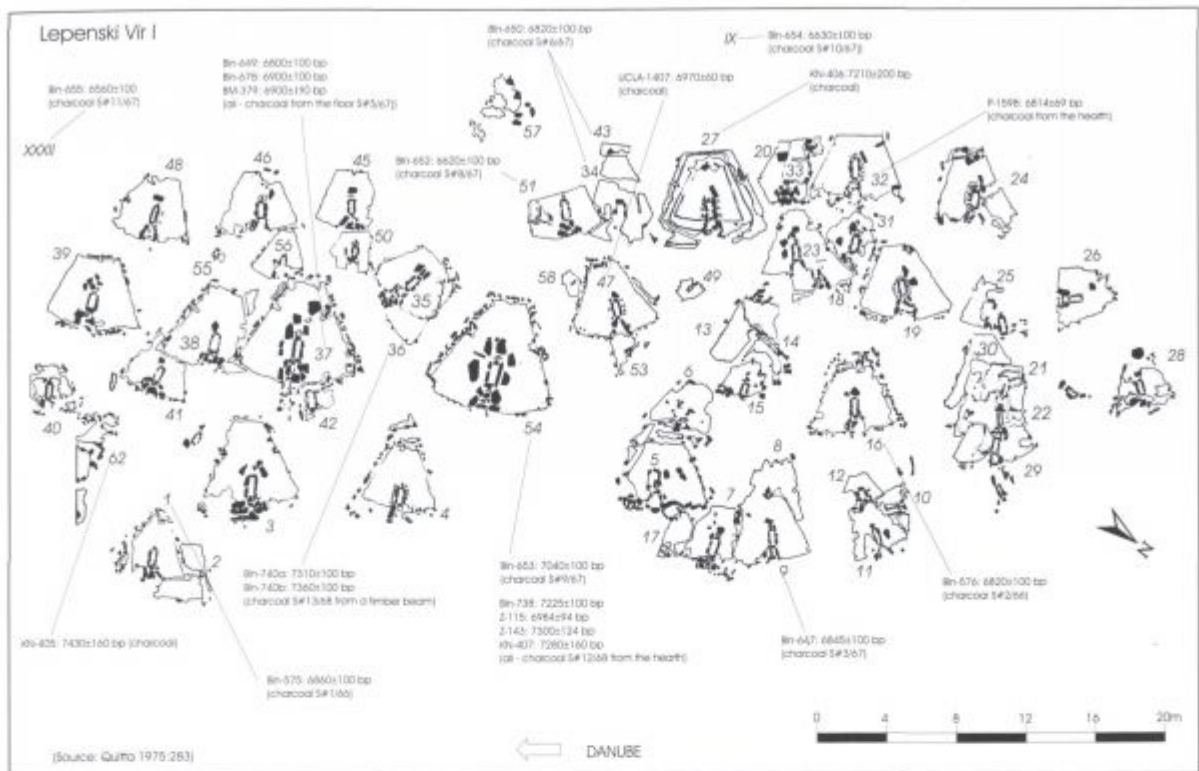 Lepenski Vir I
Bln-655: 6560±100
(charcoal S#11/67)
XXXII
Bln-649: 6800±100 bp
Bln-678: 6900±100 bp
BM-379: 6900±190 bp
(all - charcoal from the floor S#5/67)
Bln-650: 6820±100 bp
(charcoal S#6/67)
Bln-652: 6620±100 bp
(charcoal S#8/67)
UCLA-1407: 6970±60 bp
(charcoal)
IX
Bln-654: 6630±100 bp
(charcoal S#10/67)
KN-406: 7210±200 bp
(charcoal)
P-1598: 6814±69 bp
(charcoal from the hearth)
57
43
27
20
48
46
45
51
34
33
32
24
39
55
56
50
58
47
49
23
31
18
19
25
26
38
37
35
36
13
14
53
30
21
28
40
41
42
54
6
15
16
22
29
62
3
4
5
7
8
12
10
1
2
17
9
11
Bln-740a: 7310±100 bp
Bln-740b: 7360±100 bp
(charcoal S#13/68 from a timber beam)
Bln-653: 7040±100 bp
(charcoal S#9/67)
Bln-738: 7225±100 bp
Z-115: 6984±94 bp
Z-143: 7300±124 bp
KN-407: 7280±160 bp
(all - charcoal S#12/68 from the hearth)
Bln-576: 6820±100 bp
(charcoal S#2/66)
Bln-647: 6845±100 bp
(charcoal S#3/67)
KN-405: 7430±160 bp (charcoal)
Bln-575: 6860±100 bp
(charcoal S#1/66)
N
0 4 8 12 16 20m
(Source: Quitta 1975:283)
DANUBE